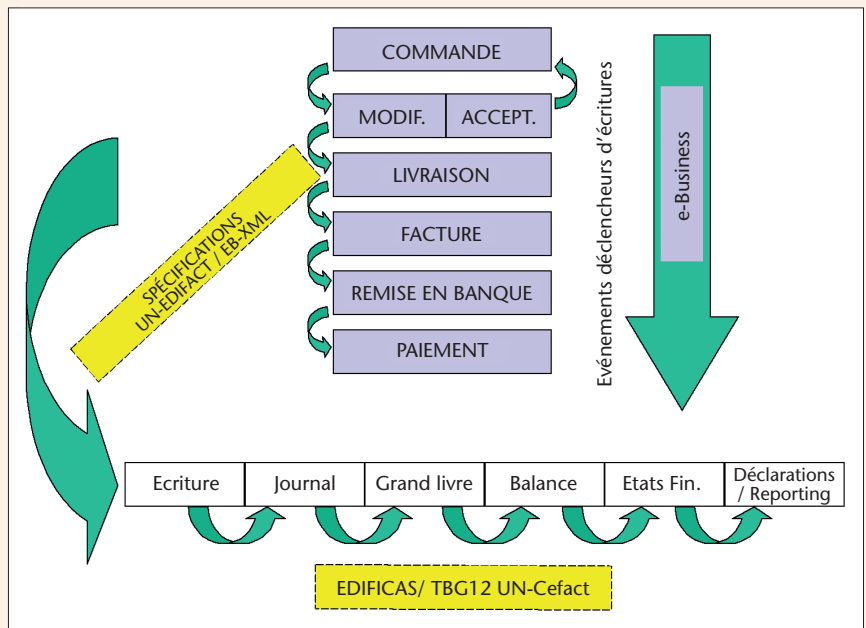 COMMANDE
MODIF.
ACCEPT.
LIVRAISON
FACTURE
REMISE EN BANQUE
PAIEMENT
SPÉCIFICATIONS
UN-EDIFACT / EB-XML
Evénements déclencheurs d'écritures
e-Business
Ecriture
Journal
Grand livre
Balance
Etats Fin.
Déclarations
/ Reporting
EDIFICAS/ TBG12 UN-Cefact